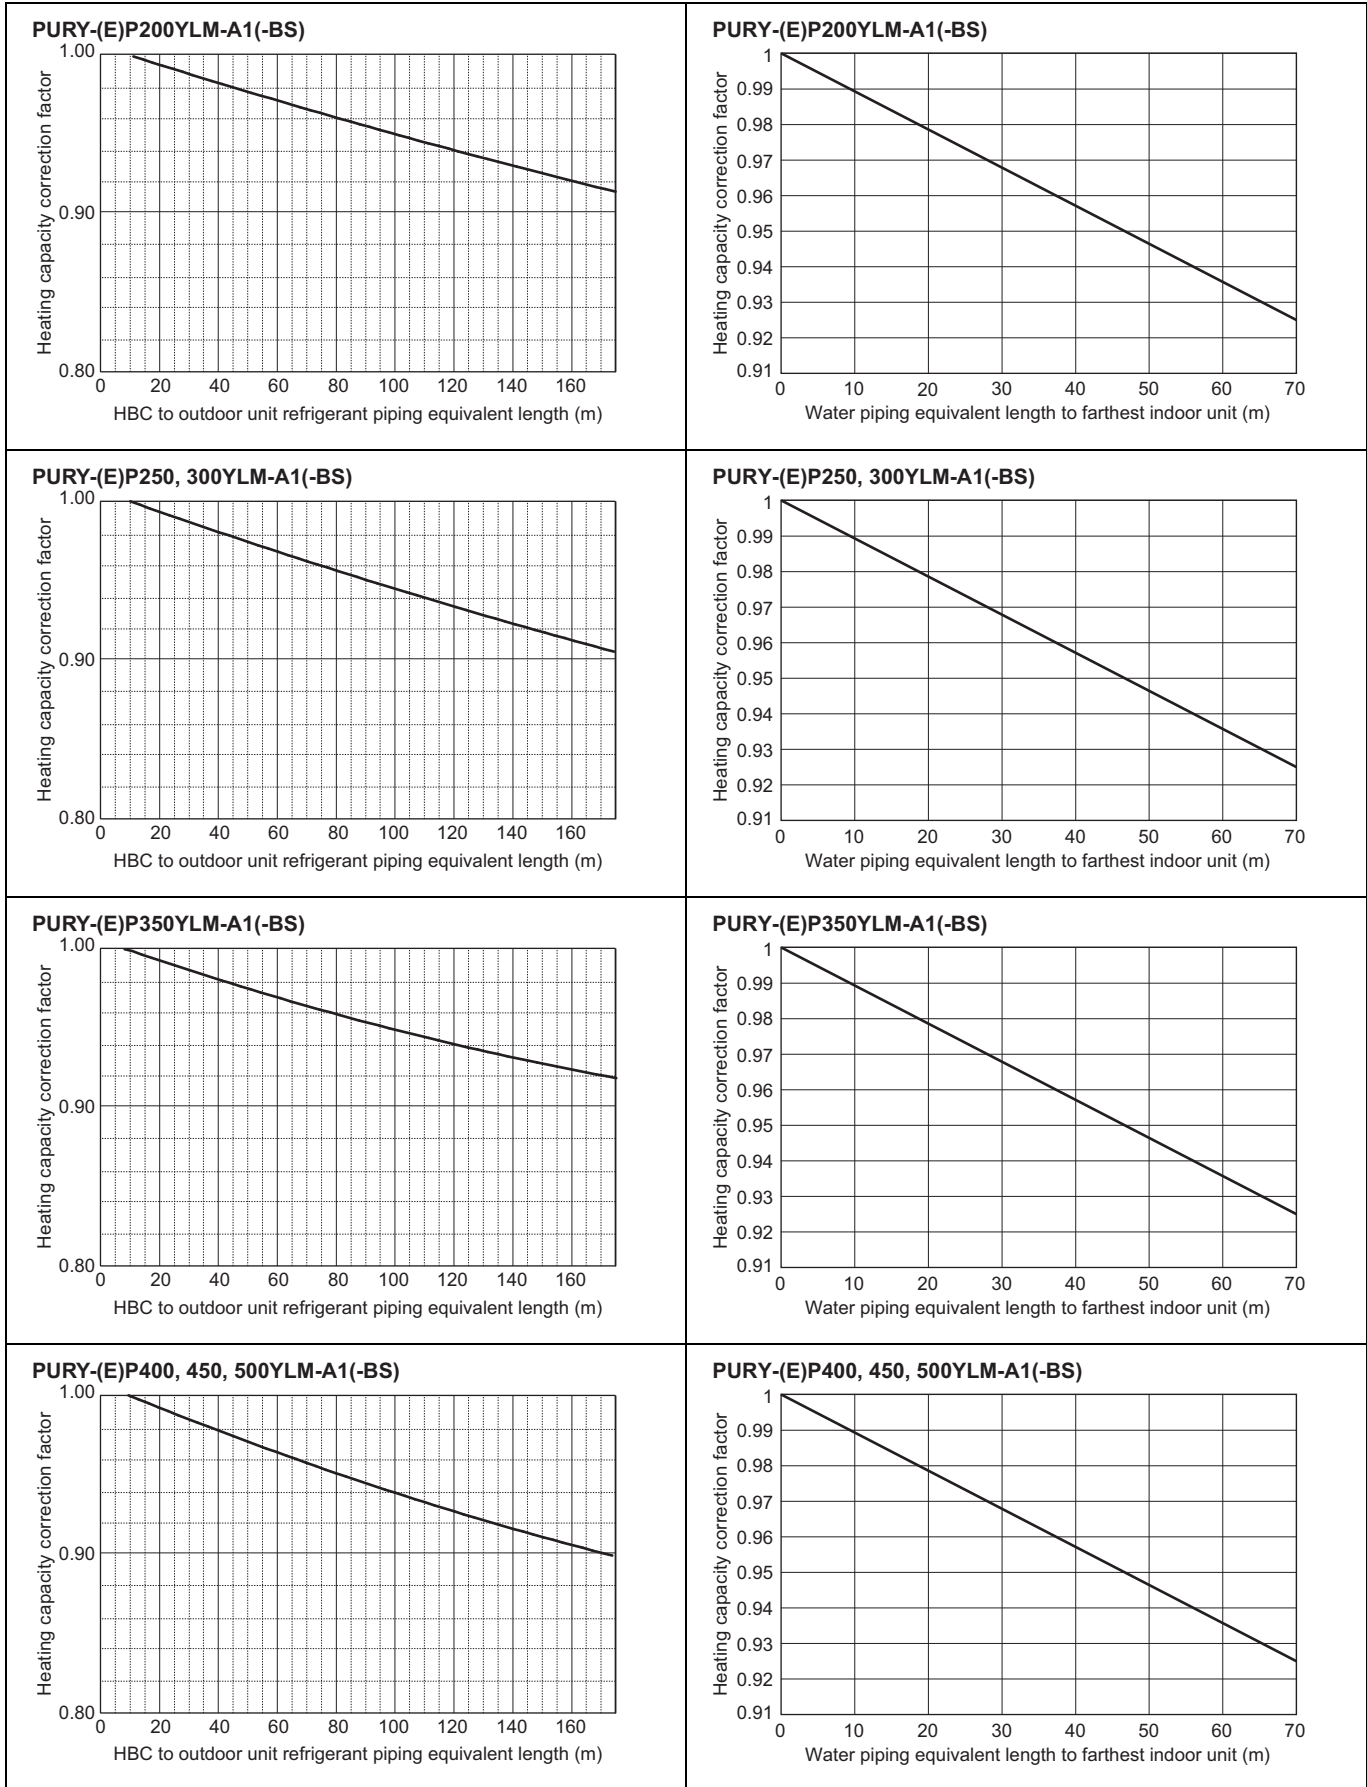 PURY-(E)P200YLM-A1(-BS)
Heating capacity correction factor
1.00
0.90
0.80
0 20 40 60 80 100 120 140 160
HBC to outdoor unit refrigerant piping equivalent length (m)
PURY-(E)P200YLM-A1(-BS)
Heating capacity correction factor
1
0.99
0.98
0.97
0.96
0.95
0.94
0.93
0.92
0.91
0 10 20 30 40 50 60 70
Water piping equivalent length to farthest indoor unit (m)
PURY-(E)P250, 300YLM-A1(-BS)
Heating capacity correction factor
1.00
0.90
0.80
0 20 40 60 80 100 120 140 160
HBC to outdoor unit refrigerant piping equivalent length (m)
PURY-(E)P250, 300YLM-A1(-BS)
Heating capacity correction factor
1
0.99
0.98
0.97
0.96
0.95
0.94
0.93
0.92
0.91
0 10 20 30 40 50 60 70
Water piping equivalent length to farthest indoor unit (m)
PURY-(E)P350YLM-A1(-BS)
Heating capacity correction factor
1.00
0.90
0.80
0 20 40 60 80 100 120 140 160
HBC to outdoor unit refrigerant piping equivalent length (m)
PURY-(E)P350YLM-A1(-BS)
Heating capacity correction factor
1
0.99
0.98
0.97
0.96
0.95
0.94
0.93
0.92
0.91
0 10 20 30 40 50 60 70
Water piping equivalent length to farthest indoor unit (m)
PURY-(E)P400, 450, 500YLM-A1(-BS)
Heating capacity correction factor
1.00
0.90
0.80
0 20 40 60 80 100 120 140 160
HBC to outdoor unit refrigerant piping equivalent length (m)
PURY-(E)P400, 450, 500YLM-A1(-BS)
Heating capacity correction factor
1
0.99
0.98
0.97
0.96
0.95
0.94
0.93
0.92
0.91
0 10 20 30 40 50 60 70
Water piping equivalent length to farthest indoor unit (m)